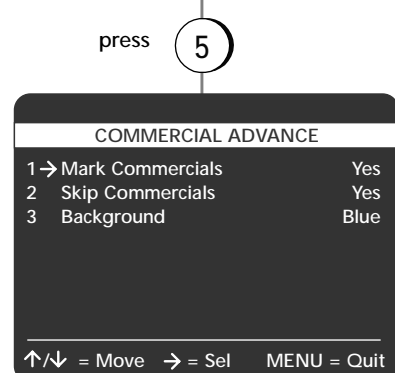 press 5
COMMERCIAL ADVANCE
1→ Mark Commercials Yes
2 Skip Commercials Yes
3 Background Blue
↑/↓ = Move → = Sel MENU = Quit